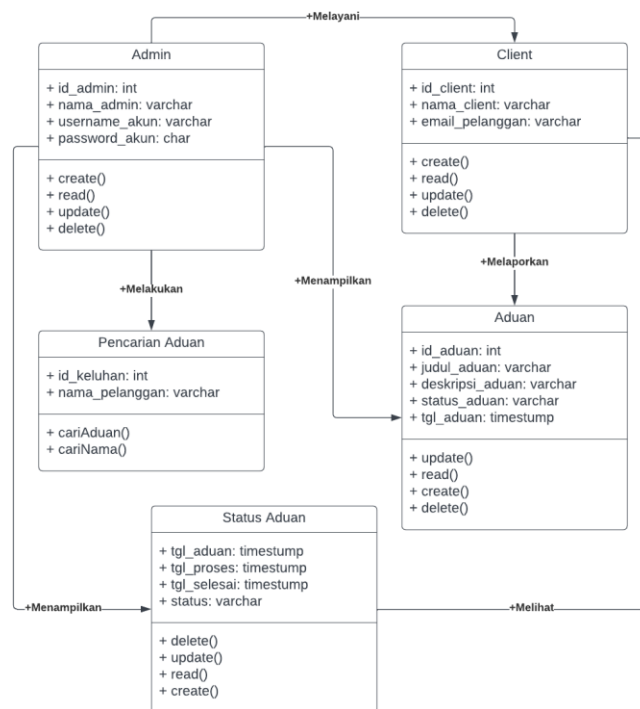 +Melayani
Admin
+ id_admin: int
+ nama_admin: varchar
+ username_akun: varchar
+ password_akun: char
+ create()
+ read()
+ update()
+ delete()
Client
+ id_client: int
+ nama_client: varchar
+ email_pelanggan: varchar
+ create()
+ read()
+ update()
+ delete()
+Melakukan
+Menampilkan
+Melaporkan
Pencarian Aduan
+ id_keluhan: int
+ nama_pelanggan: varchar
+ cariAduan()
+ cariNama()
Aduan
+ id_aduan: int
+ judul_aduan: varchar
+ deskripsi_aduan: varchar
+ status_aduan: varchar
+ tgl_aduan: timestump
+ update()
+ read()
+ create()
+ delete()
Status Aduan
+ tgl_aduan: timestump
+ tgl_proses: timestump
+ tgl_selesai: timestump
+ status: varchar
+ delete()
+ update()
+ read()
+ create()
+Menampilkan
+Melihat